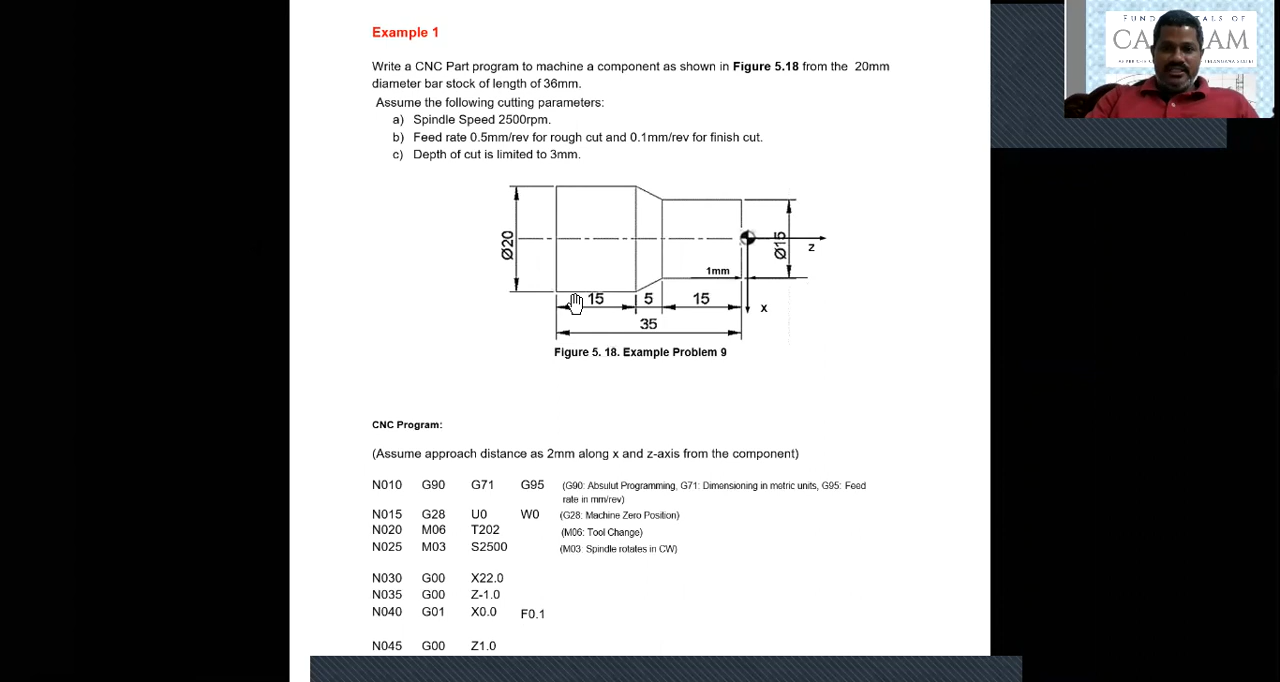 Example 1
Write a CNC Part program to machine a component as shown in Figure 5.18 from the 20mm
diameter bar stock of length of 36mm.
Assume the following cutting parameters:
a) Spindle Speed 2500rpm.
b) Feed rate 0.5mm/rev for rough cut and 0.1mm/rev for finish cut.
c) Depth of cut is limited to 3mm.
Ø20
Ø15
z
1mm
15 5 15
x
35
Figure 5. 18. Example Problem 9
CNC Program:
(Assume approach distance as 2mm along x and z-axis from the component)
N010 G90 G71 G95 (G90: Absulut Programming, G71: Dimensioning in metric units, G95: Feed
rate in mm/rev)
N015 G28 U0 W0 (G28: Machine Zero Position)
N020 M06 T202 (M06: Tool Change)
N025 M03 S2500 (M03: Spindle rotates in CW)
N030 G00 X22.0
N035 G00 Z-1.0
N040 G01 X0.0 F0.1
N045 G00 Z1.0